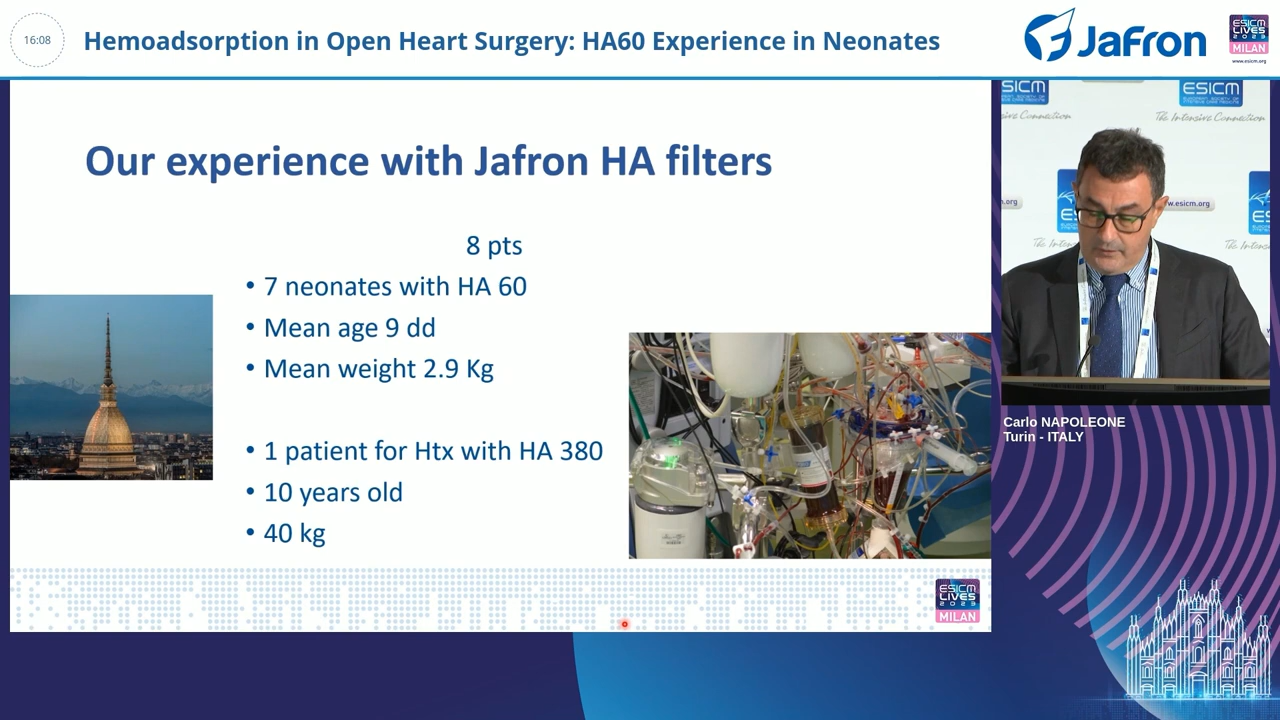 16:08
Hemoadsorption in Open Heart Surgery: HA60 Experience in Neonates
Jafron
ESICM
LIVES
2023
MILAN
www.esicm.org
Our experience with Jafron HA filters
8 pts
• 7 neonates with HA 60
• Mean age 9 dd
• Mean weight 2.9 Kg
• 1 patient for Htx with HA 380
• 10 years old
• 40 kg
ESICM
LIVES
2023
MILAN
SICM
ESICM
The Intensive Connection
w.esicm.org
Carlo NAPOLEONE
Turin - ITALY